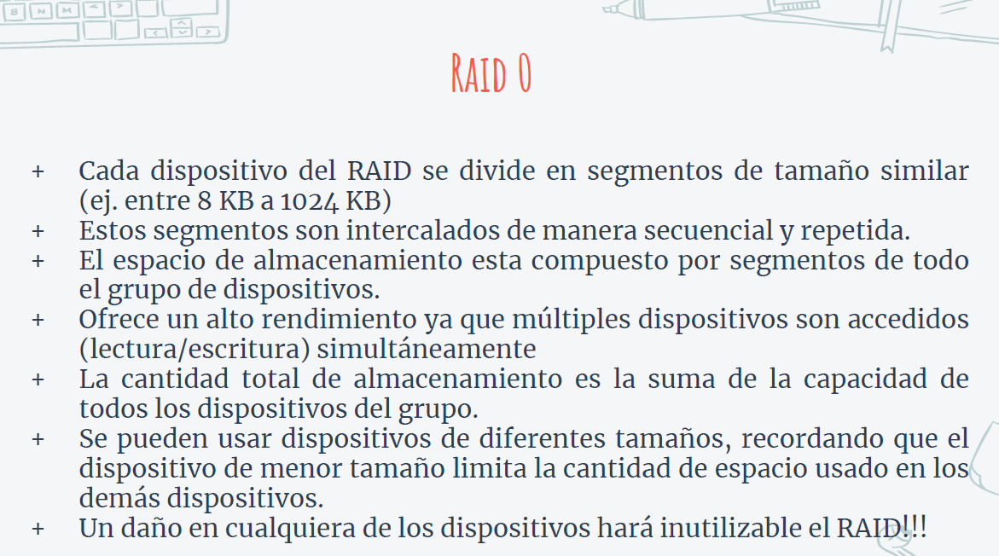 B N M < >
^
< v >
RAID 0
+ Cada dispositivo del RAID se divide en segmentos de tamaño similar
(ej. entre 8 KB a 1024 KB)
+ Estos segmentos son intercalados de manera secuencial y repetida.
+ El espacio de almacenamiento esta compuesto por segmentos de todo
el grupo de dispositivos.
+ Ofrece un alto rendimiento ya que múltiples dispositivos son accedidos
(lectura/escritura) simultáneamente
+ La cantidad total de almacenamiento es la suma de la capacidad de
todos los dispositivos del grupo.
+ Se pueden usar dispositivos de diferentes tamaños, recordando que el
dispositivo de menor tamaño limita la cantidad de espacio usado en los
demás dispositivos.
+ Un daño en cualquiera de los dispositivos hará inutilizable el RAID!!!